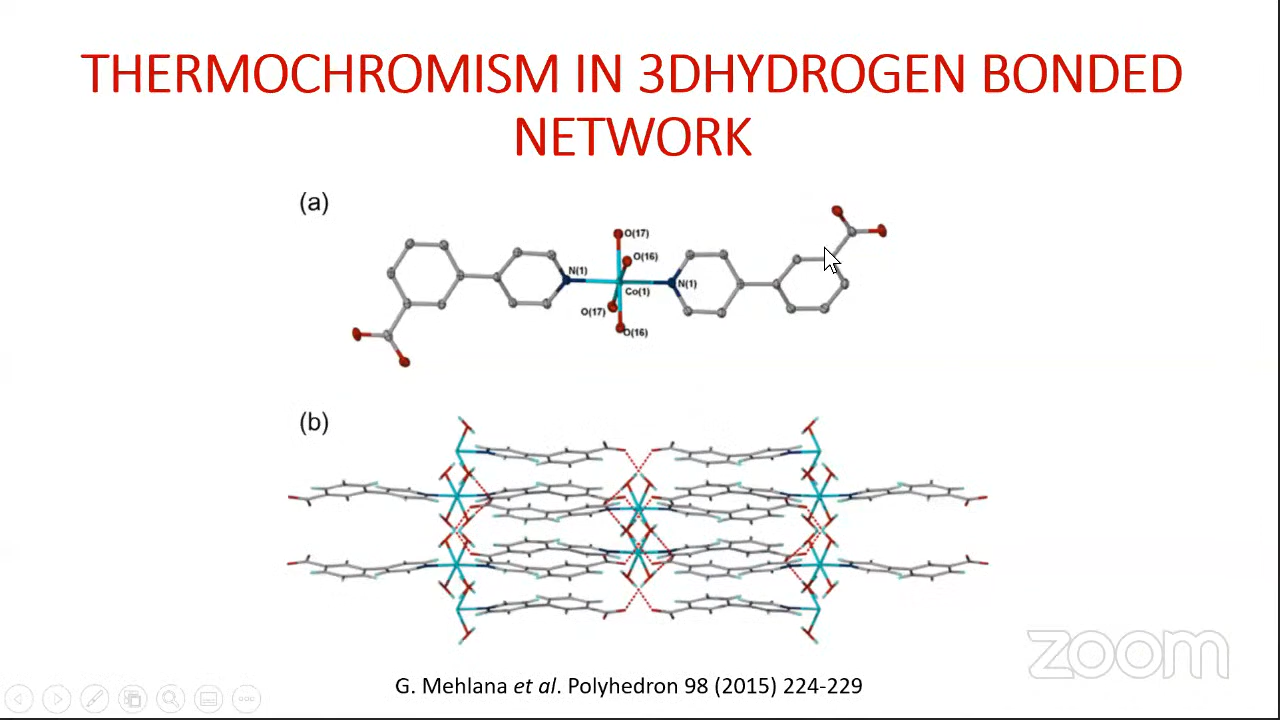 THERMOCHROMISM IN 3DHYDROGEN BONDED
NETWORK
(a)
O(17)
O(16)
N(1)
Co(1)
N(1)
O(17)
O(16)
(b)
zoom
G. Mehlana et al. Polyhedron 98 (2015) 224-229